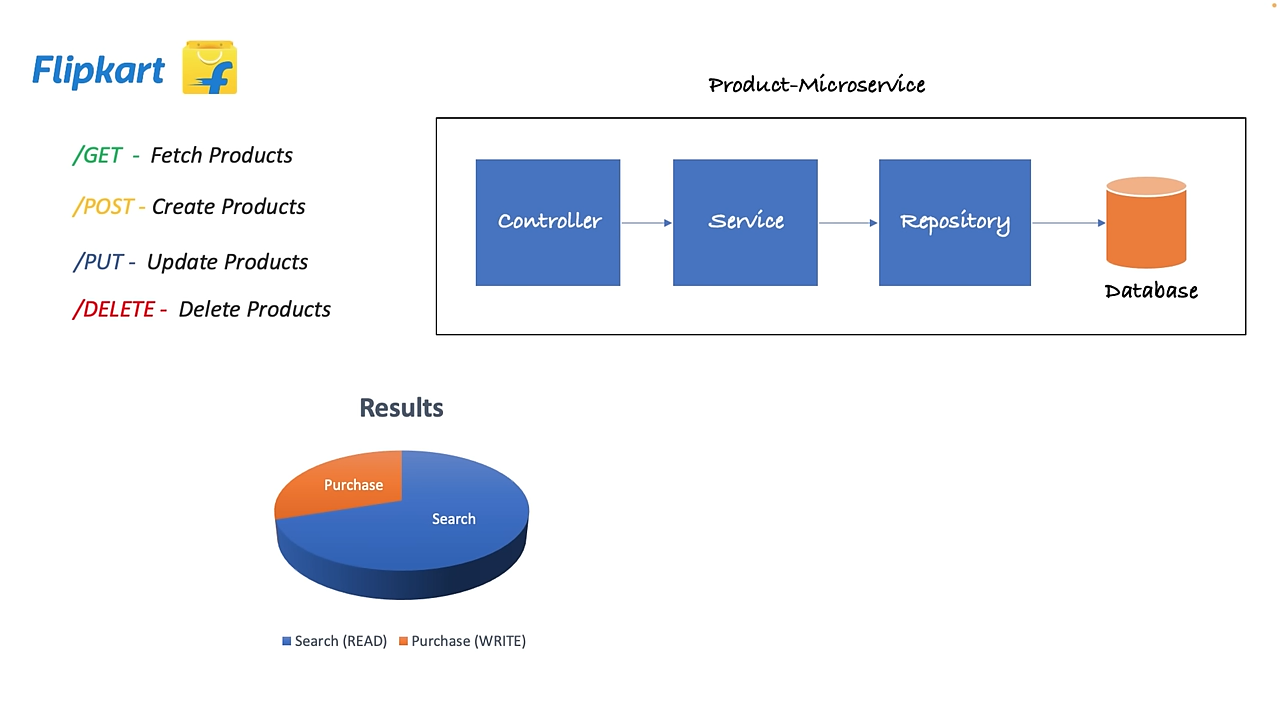 Flipkart
/GET - Fetch Products
/POST - Create Products
/PUT - Update Products
/DELETE - Delete Products
Product-Microservice
Controller
Service
Repository
Database
Results
Purchase
Search
Search (READ)
Purchase (WRITE)